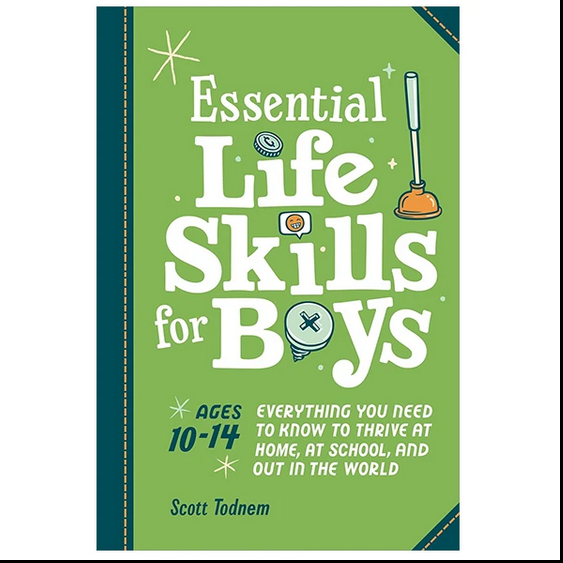 Essential
Life
Skills
for Boys
AGES
10-14
EVERYTHING YOU NEED
TO KNOW TO THRIVE AT
HOME, AT SCHOOL, AND
OUT IN THE WORLD
Scott Todnem